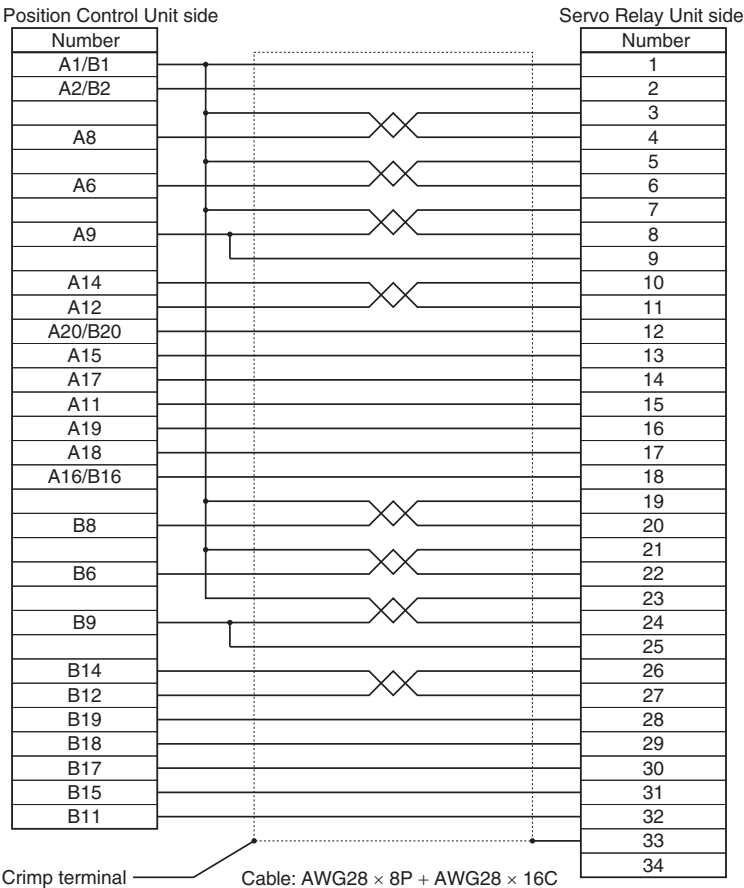 Position Control Unit side Servo Relay Unit side
Number Number
A1/B1 1
A2/B2 2
3
A8 4
5
A6 6
7
A9 8
9
A14 10
A12 11
A20/B20 12
A15 13
A17 14
A11 15
A19 16
A18 17
A16/B16 18
19
B8 20
21
B6 22
23
B9 24
25
B14 26
B12 27
B19 28
B18 29
B17 30
B15 31
B11 32
33
34
Crimp terminal Cable: AWG28 × 8P + AWG28 × 16C